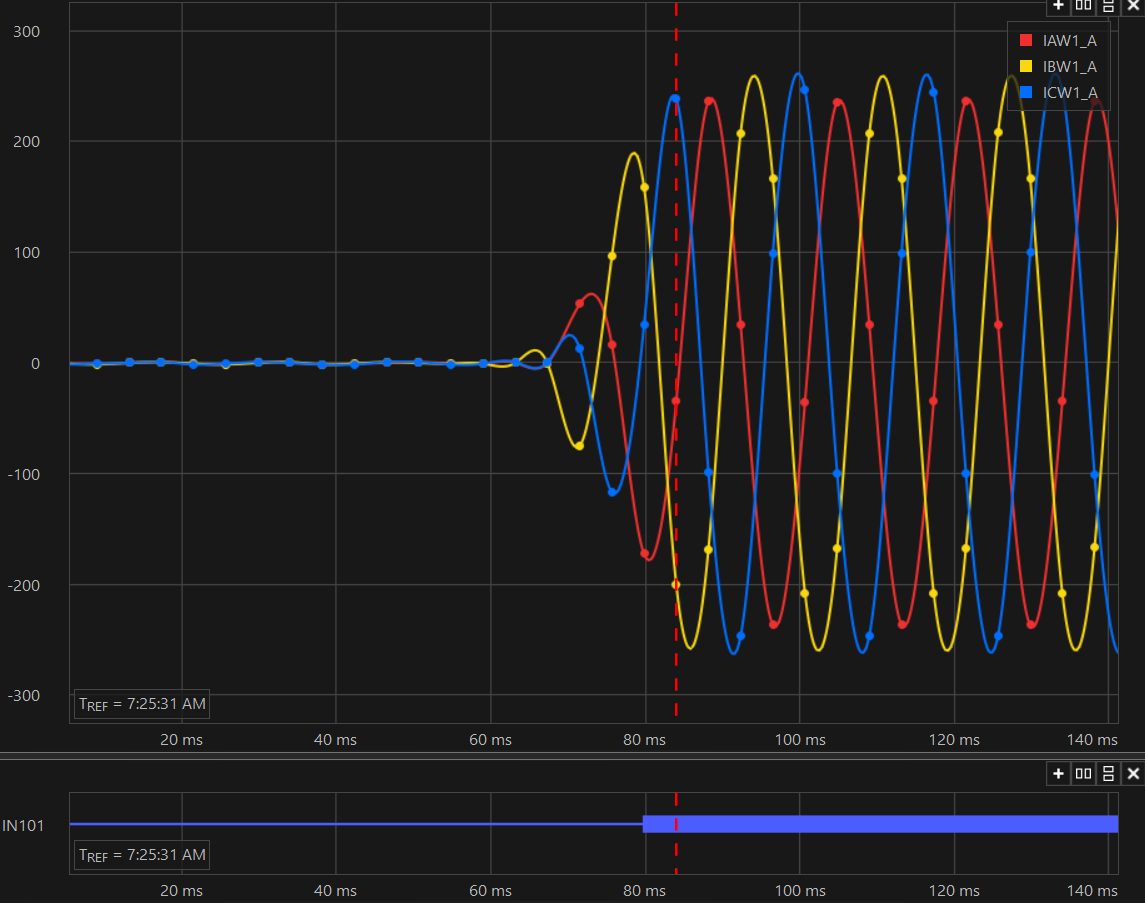 300
IAW1_A
IBW1_A
ICW1_A
200
100
0
-100
-200
-300
TREF = 7:25:31 AM
20 ms 40 ms 60 ms 80 ms 100 ms 120 ms 140 ms
IN101
TREF = 7:25:31 AM
20 ms 40 ms 60 ms 80 ms 100 ms 120 ms 140 ms